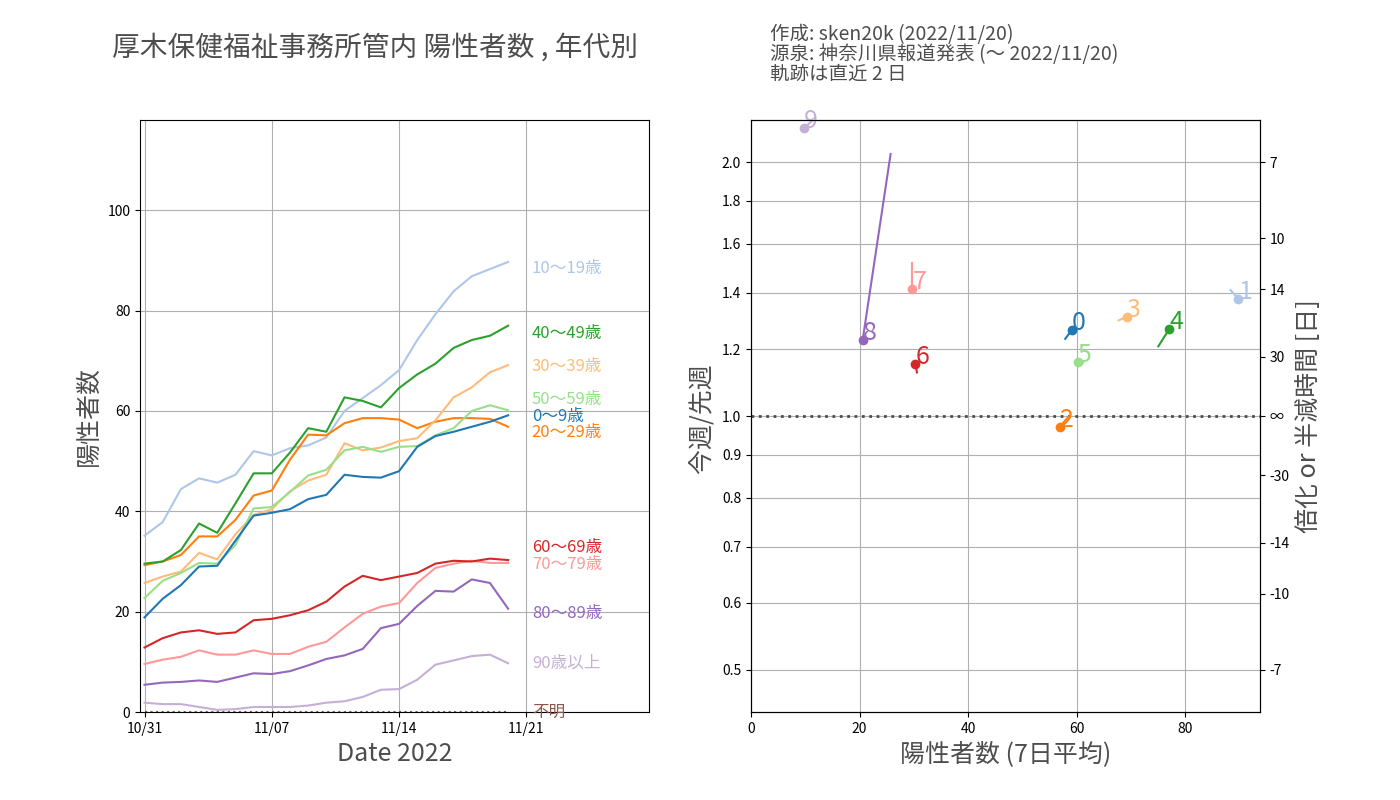 厚木保健福祉事務所管内 陽性者数 , 年代別
作成: sken20k (2022/11/20)
源泉: 神奈川県報道発表 (〜 2022/11/20)
軌跡は直近 2 日
陽性者数
100
80
60
40
20
0
10/31
11/07
11/14
11/21
Date 2022
10〜19歳
40〜49歳
30〜39歳
50〜59歳
0〜9歳
20〜29歳
60〜69歳
70〜79歳
80〜89歳
90歳以上
不明
今週/先週
2.0
1.8
1.6
1.4
1.2
1.0
0.9
0.8
0.7
0.6
0.5
9
7
1
3
0
4
8
5
6
2
0
20
40
60
80
陽性者数 (7日平均)
7
10
14
30
∞
-30
-14
-10
-7
倍化 or 半減時間 [日]